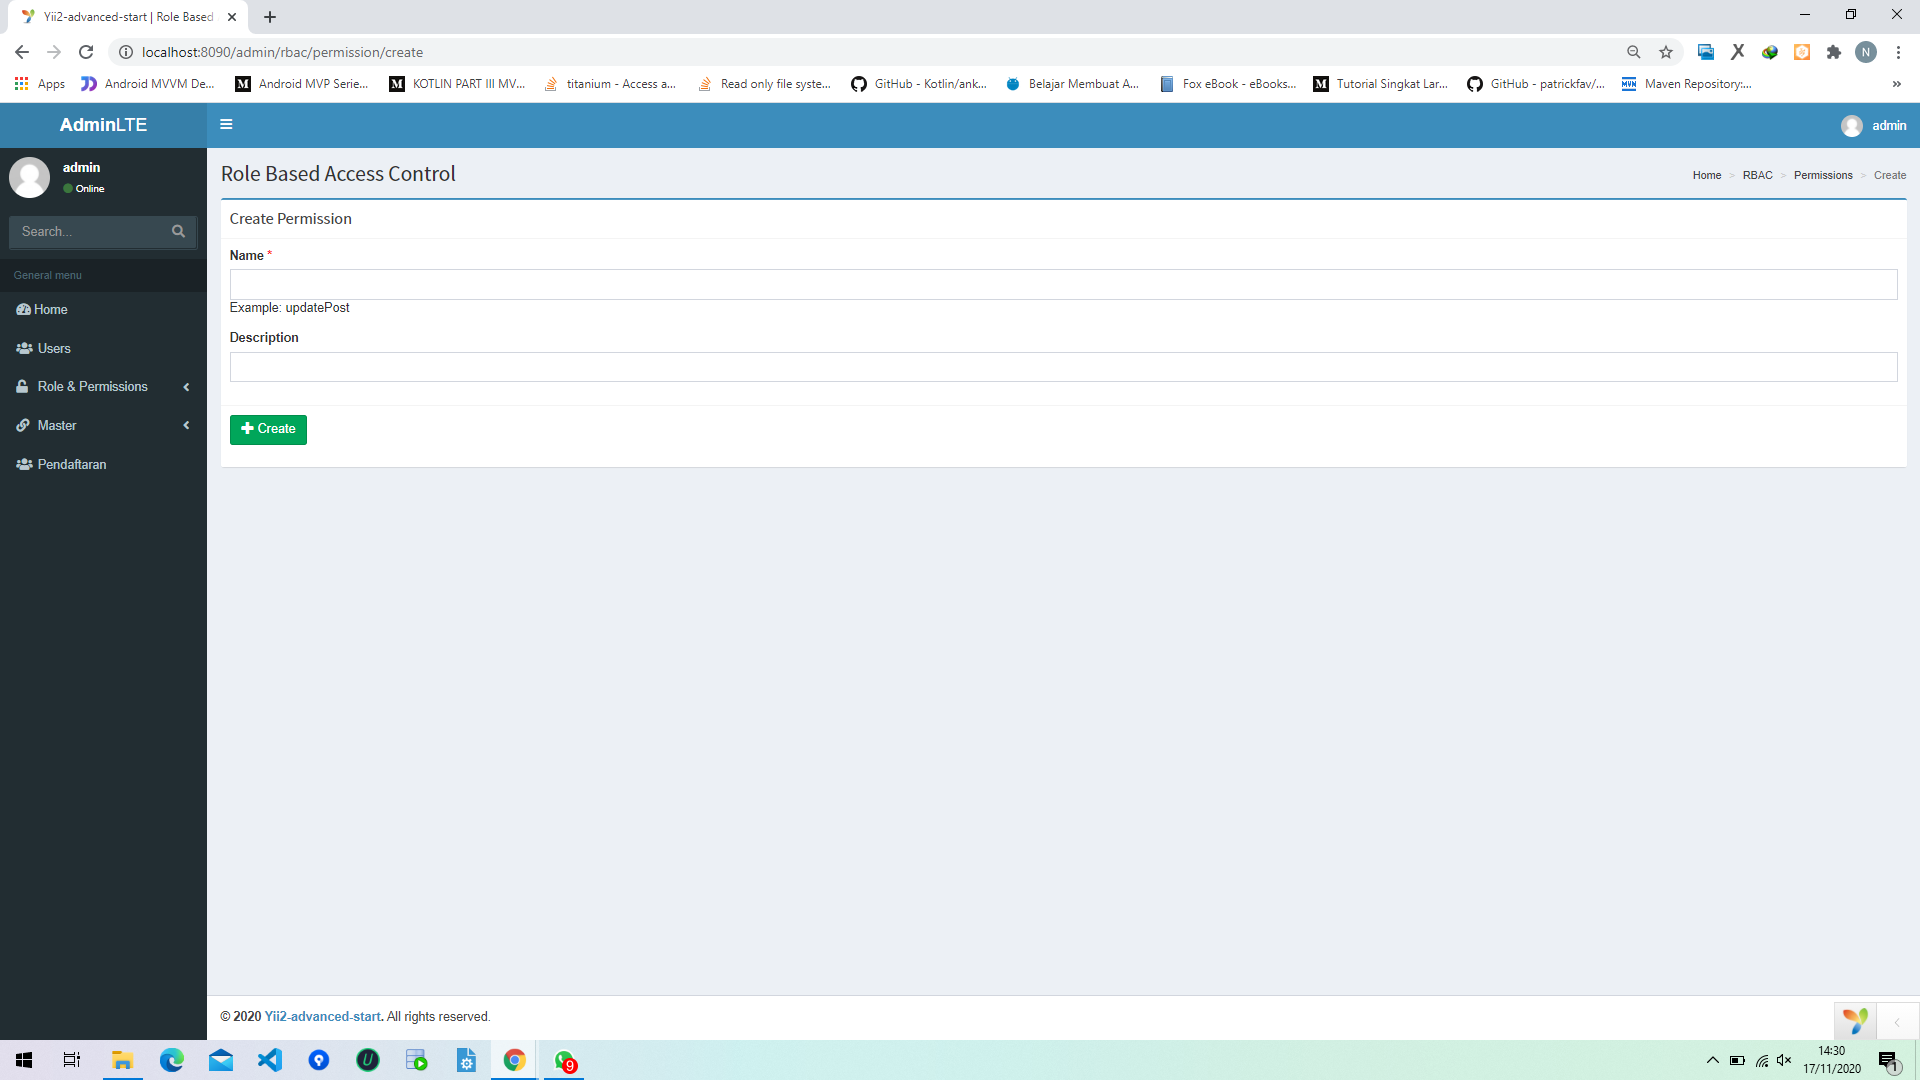 Yii2-advanced-start | Role Based
localhost:8090/admin/rbac/permission/create
N
Apps
Android MVVM De...
Android MVP Serie...
KOTLIN PART III MV...
titanium - Access a...
Read only file syste...
GitHub - Kotlin/ank...
Belajar Membuat A...
Fox eBook - eBooks...
Tutorial Singkat Lar...
GitHub - patrickfav/...
Maven Repository:...
AdminLTE
admin
admin
Online
Search...
General menu
Home
Users
Role & Permissions
Master
Pendaftaran
Role Based Access Control
Home > RBAC > Permissions > Create
Create Permission
Name *
Example: updatePost
Description
Create
© 2020 Yii2-advanced-start. All rights reserved.
9
14:30
17/11/2020
1